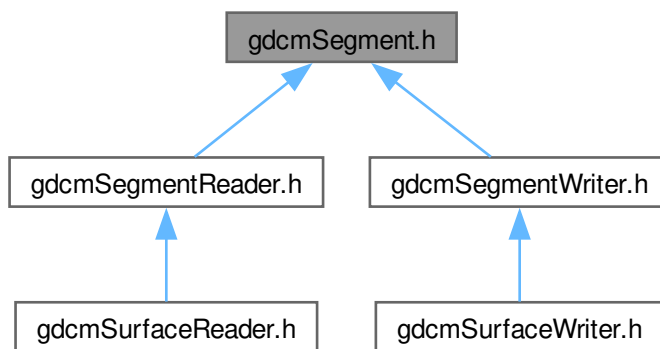 gdcmSegment.h
gdcmSegmentReader.h
gdcmSegmentWriter.h
gdcmSurfaceReader.h
gdcmSurfaceWriter.h